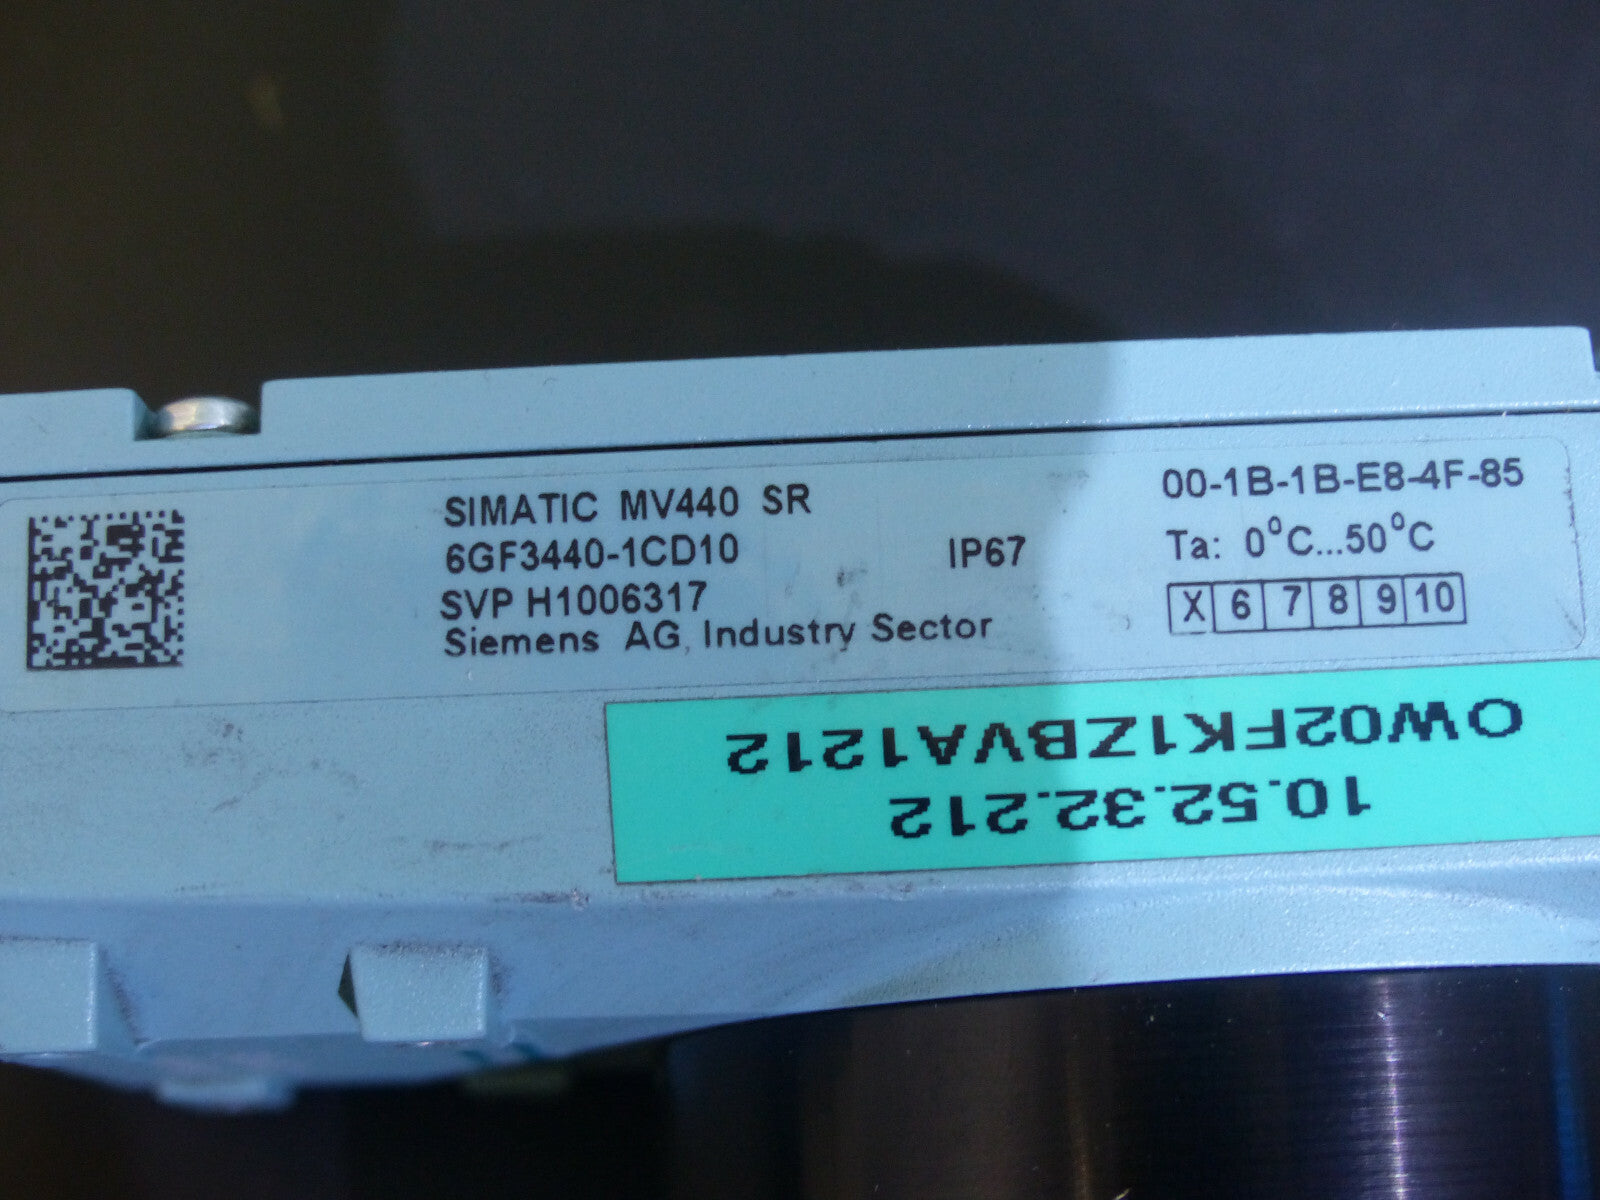 SIMATIC MV440 SR
6GF3440-1CD10
SVP H1006317
Siemens AG, Industry Sector
IP67
00-1B-1B-E8-4F-85
Ta: 0°C...50°C
X 6 7 8 9 10
10.52.32.212
OW02FK1ZBVA1212